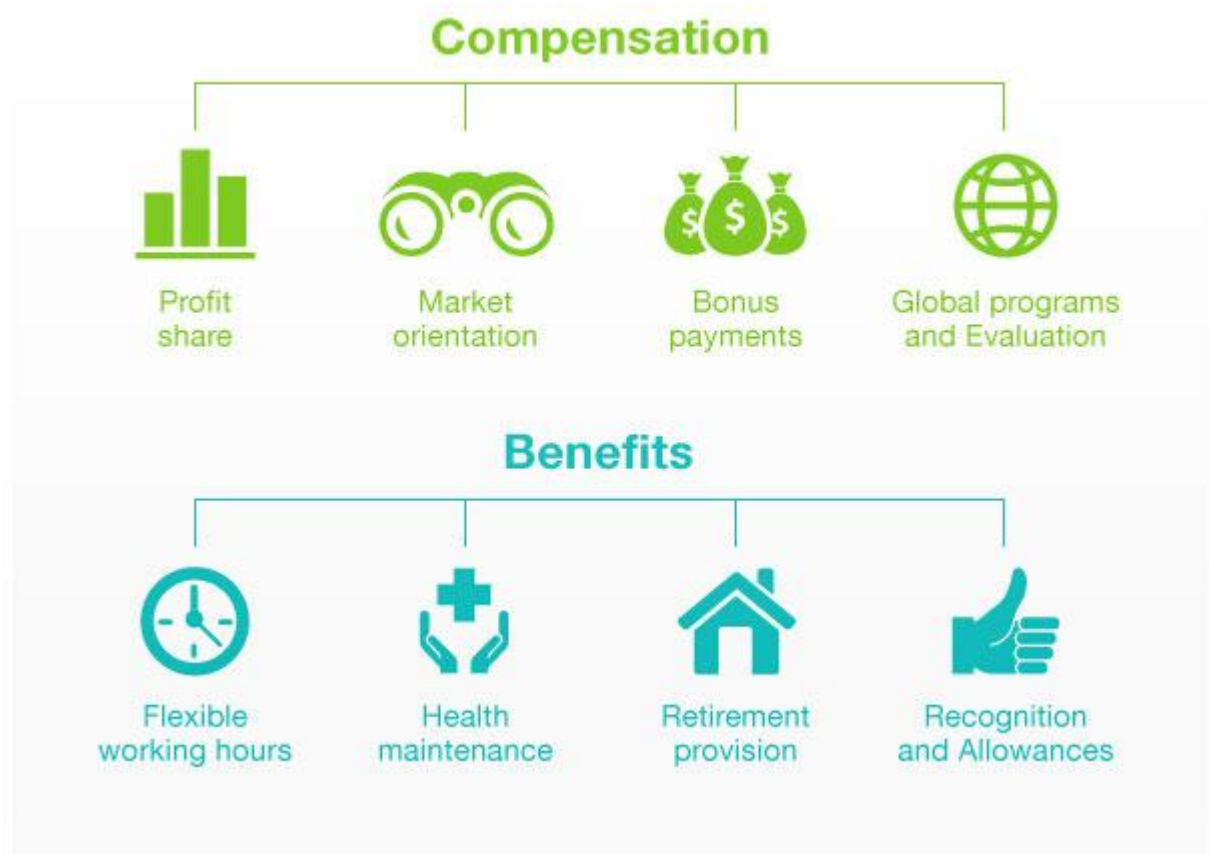 Compensation
Profit
share
Market
orientation
$ $ $
Bonus
payments
Global programs
and Evaluation
Benefits
Flexible
working hours
Health
maintenance
Retirement
provision
Recognition
and Allowances